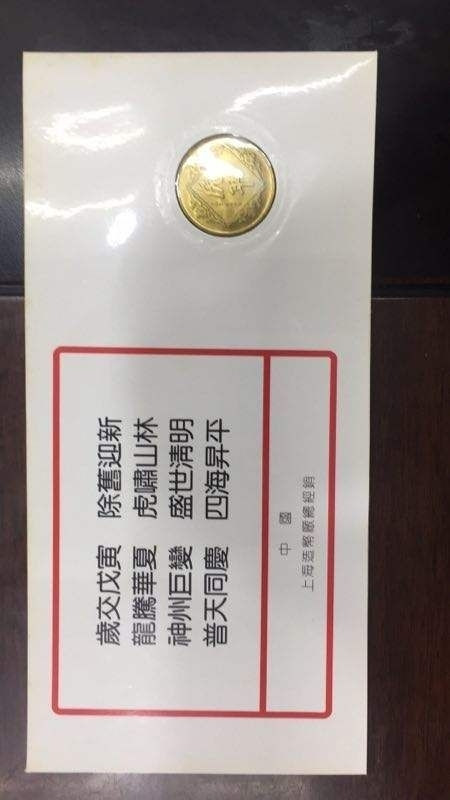 歲交戊寅 除舊迎新
龍騰華夏 虎嘯山林
神州巨變 盛世淸明
普天同慶 四海昇平
中國
上海造幣廠總經銷